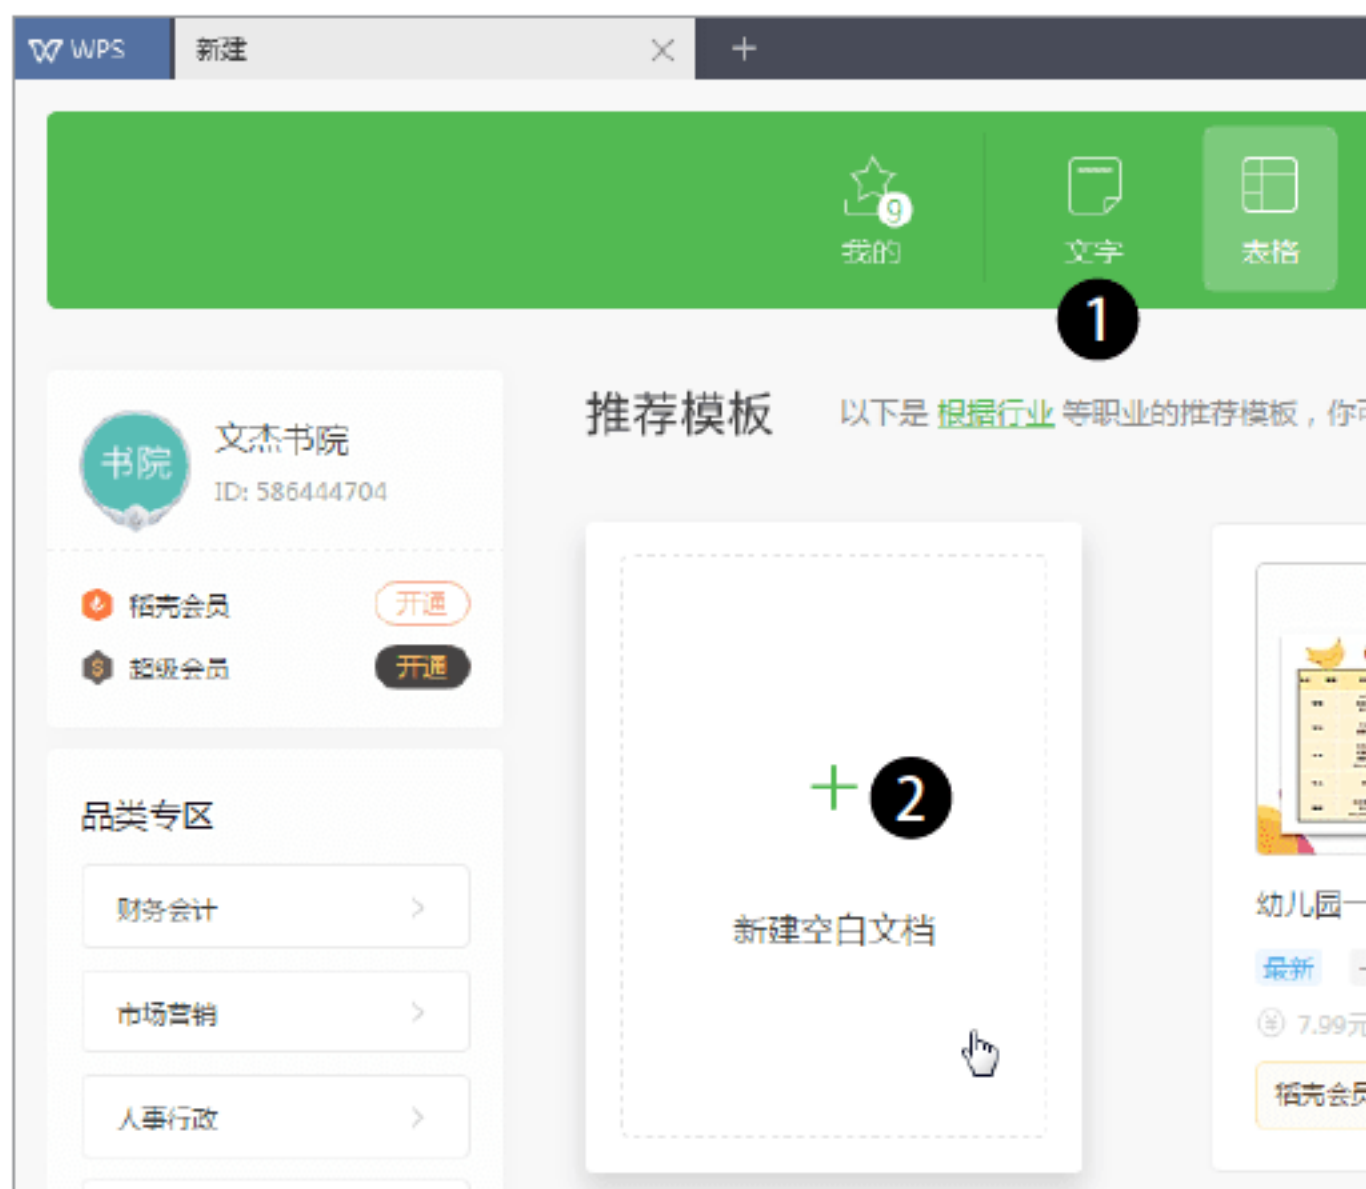 WPS 新建
9
我的 文字 表格
1
推荐模板 以下是 根据行业 等职业的推荐模板，你可
书院 文杰书院
ID: 586444704
稻壳会员 开通
超级会员 开通
品类专区
财务会计
市场营销
人事行政
2
新建空白文档
幼儿园一
最新
7.99元
稻壳会员